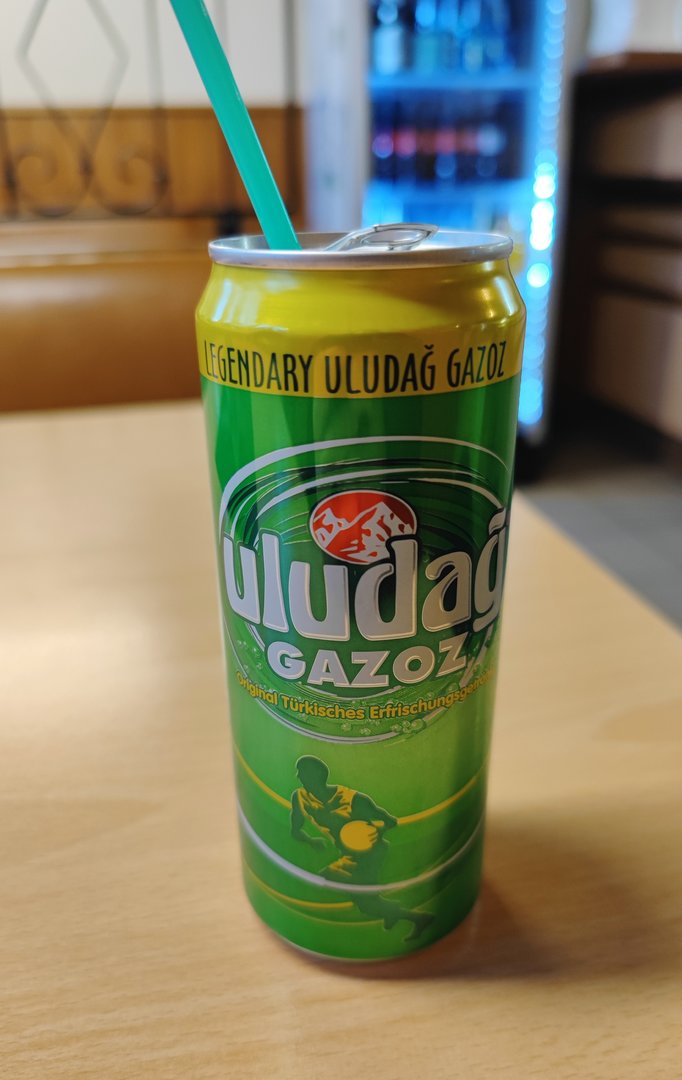 LEGENDARY ULUDAĞ GAZOZ
uludağ
GAZOZ
Original Türkisches